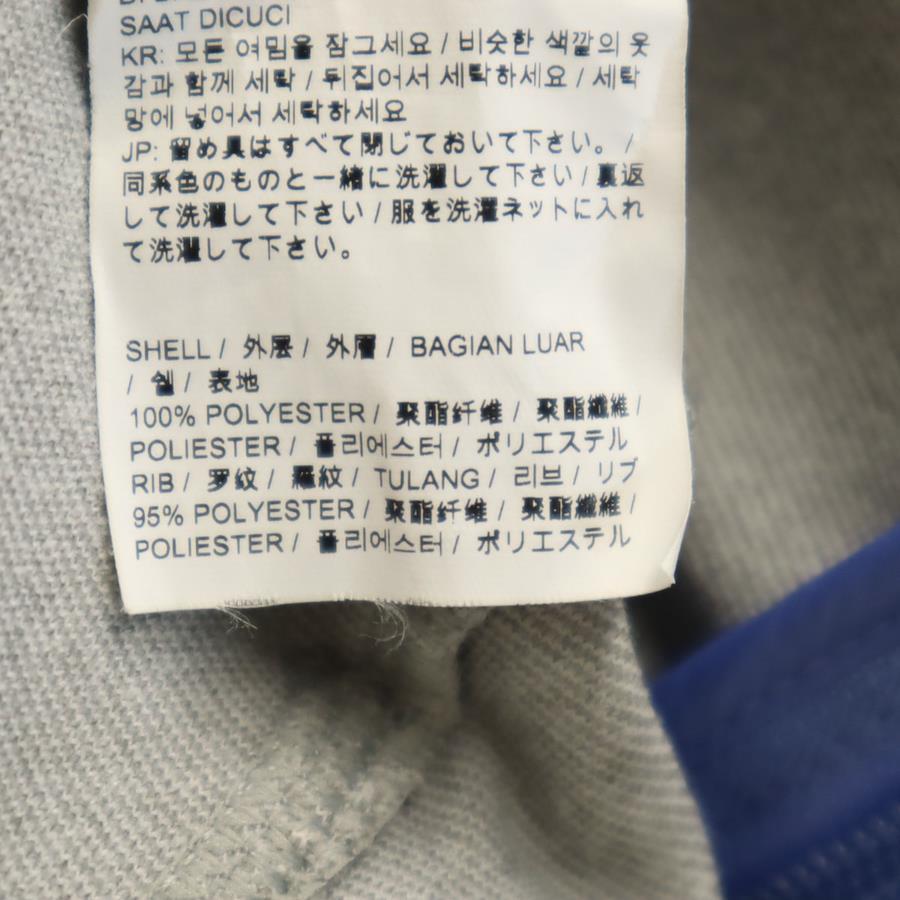 SAAT DICUCI
KR: 모든 여밈을 잠그세요 / 비슷한 색깔의 옷
감과 함께 세탁 / 뒤집어서 세탁하세요 / 세탁
망에 넣어서 세탁하세요
JP: 留め具はすべて閉じておいて下さい。 /
同系色のものと一緒に洗濯して下さい / 裏返
して洗濯して下さい / 服を洗濯ネットに入れ
て洗濯して下さい。
SHELL / 外层 / 外層 / BAGIAN LUAR
/ 쉘 / 表地
100% POLYESTER / 聚酯纤维 / 聚酯纖維 /
POLIESTER / 폴리에스터 / ポリエステル
RIB / 罗纹 / 羅紋 / TULANG / 리브 / リブ
95% POLYESTER / 聚酯纤维 / 聚酯纖維 /
POLIESTER / 폴리에스터 / ポリエステル